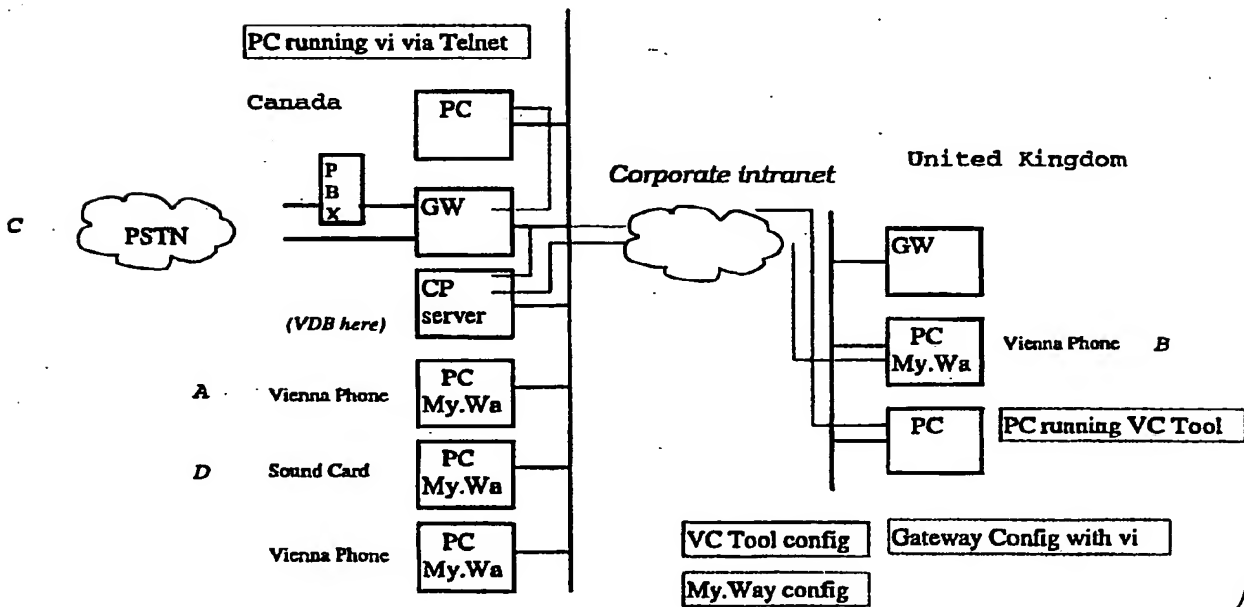 PC running vi via Telnet
Canada
PC
United Kingdom
Corporate intranet
P
B
X
GW
C
PSTN
GW
CP
server
(VDB here)
PC
My.Wa
Vienna Phone
B
A
Vienna Phone
PC
My.Wa
PC
PC running VC Tool
D
Sound Card
PC
My.Wa
VC Tool config
Gateway Config with vi
Vienna Phone
PC
My.Wa
My.Way config